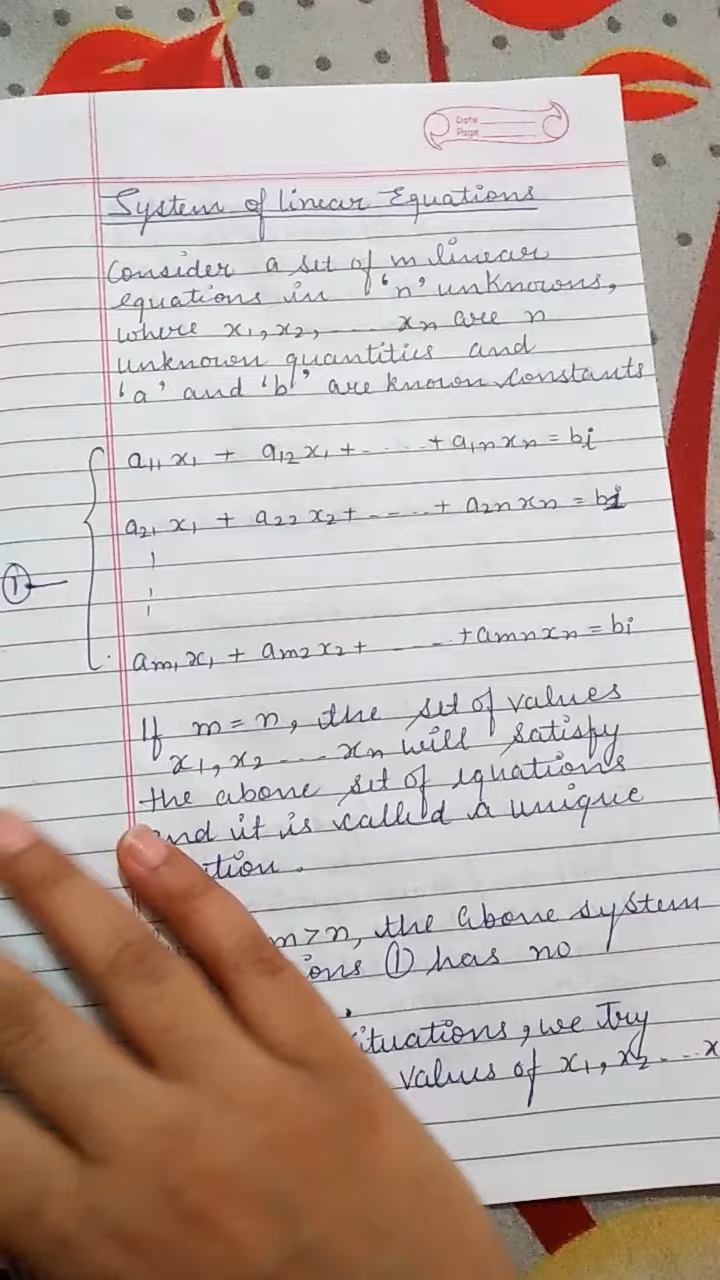 Date
Page
System of linear Equations
Consider a set of m linear
equations in 'n' unknowns,
where x₁, x₂, ..... xn are n
unknown quantities and
'a' and 'b' are known constants
a₁₁ x₁ + a₁₂ x₁ + ..... + a₁n xn = bi
a₂₁ x₁ + a₂₂ x₂ + ..... + a₂n xn = b
①
am₁ x₁ + am₂ x₂ + ..... + amn xn = bi
If m = n, the set of values
x₁, x₂ ... xn will satisfy
the above set of equations
and it is called a unique
m > n, the above system
① has no
we try
values of x₁, x₂ ... x